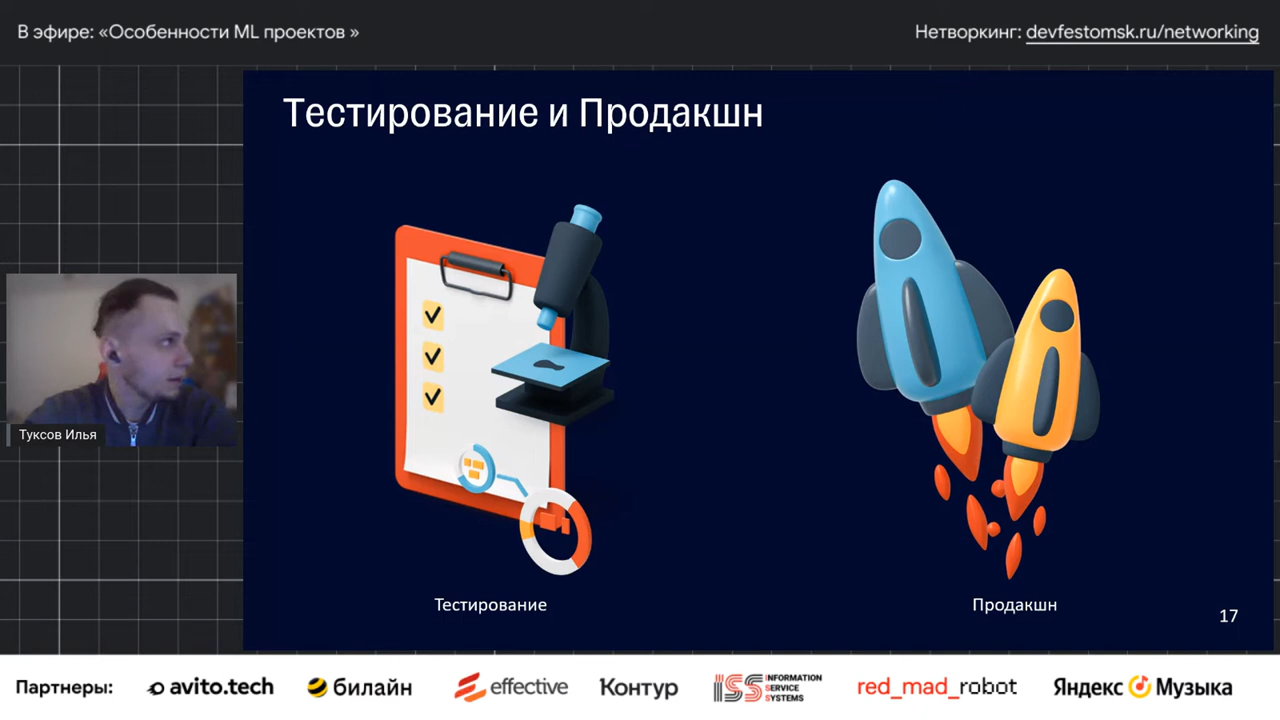 В эфире: «Особенности ML проектов »
Нетворкинг: devfestomsk.ru/networking
Тестирование и Продакшн
Туксов Илья
Тестирование
Продакшн
17
Партнеры:
avito.tech
билайн
effective
Контур
ISS INFORMATION SERVICE SYSTEMS
red_mad_robot
Яндекс Музыка